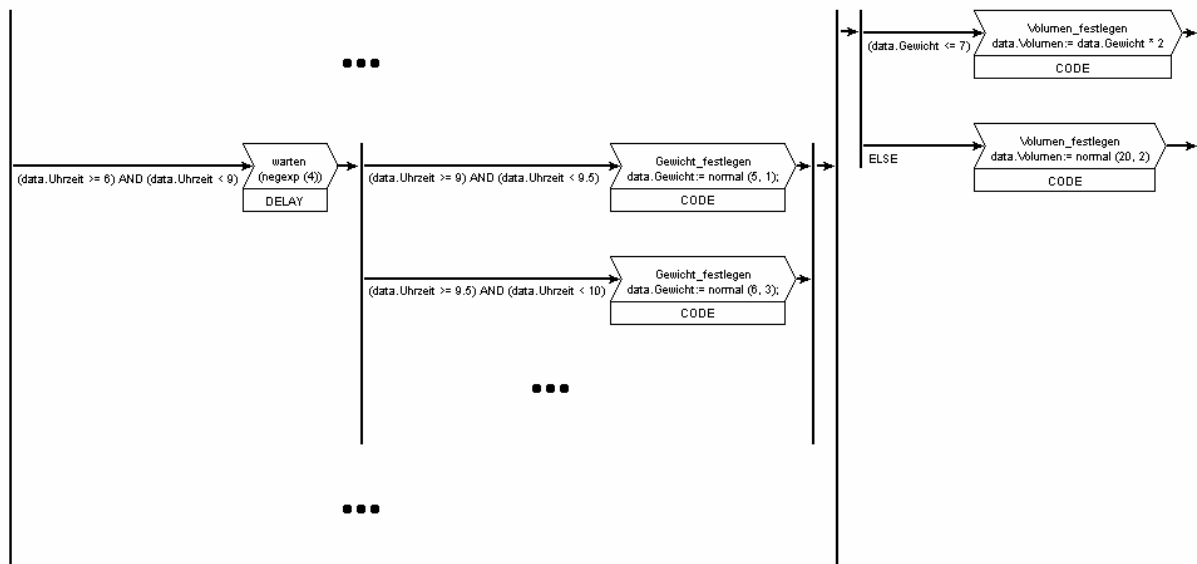 Volumen_festlegen
data.Volumen:= data.Gewicht * 2
(data.Gewicht <= 7)
CODE
Volumen_festlegen
data.Volumen:= normal (20, 2)
ELSE
CODE
warten
(negexp (4))
(data.Uhrzeit >= 6) AND (data.Uhrzeit < 9)
DELAY
Gewicht_festlegen
data.Gewicht:= normal (5, 1);
(data.Uhrzeit >= 9) AND (data.Uhrzeit < 9.5)
CODE
Gewicht_festlegen
data.Gewicht:= normal (6, 3);
(data.Uhrzeit >= 9.5) AND (data.Uhrzeit < 10)
CODE